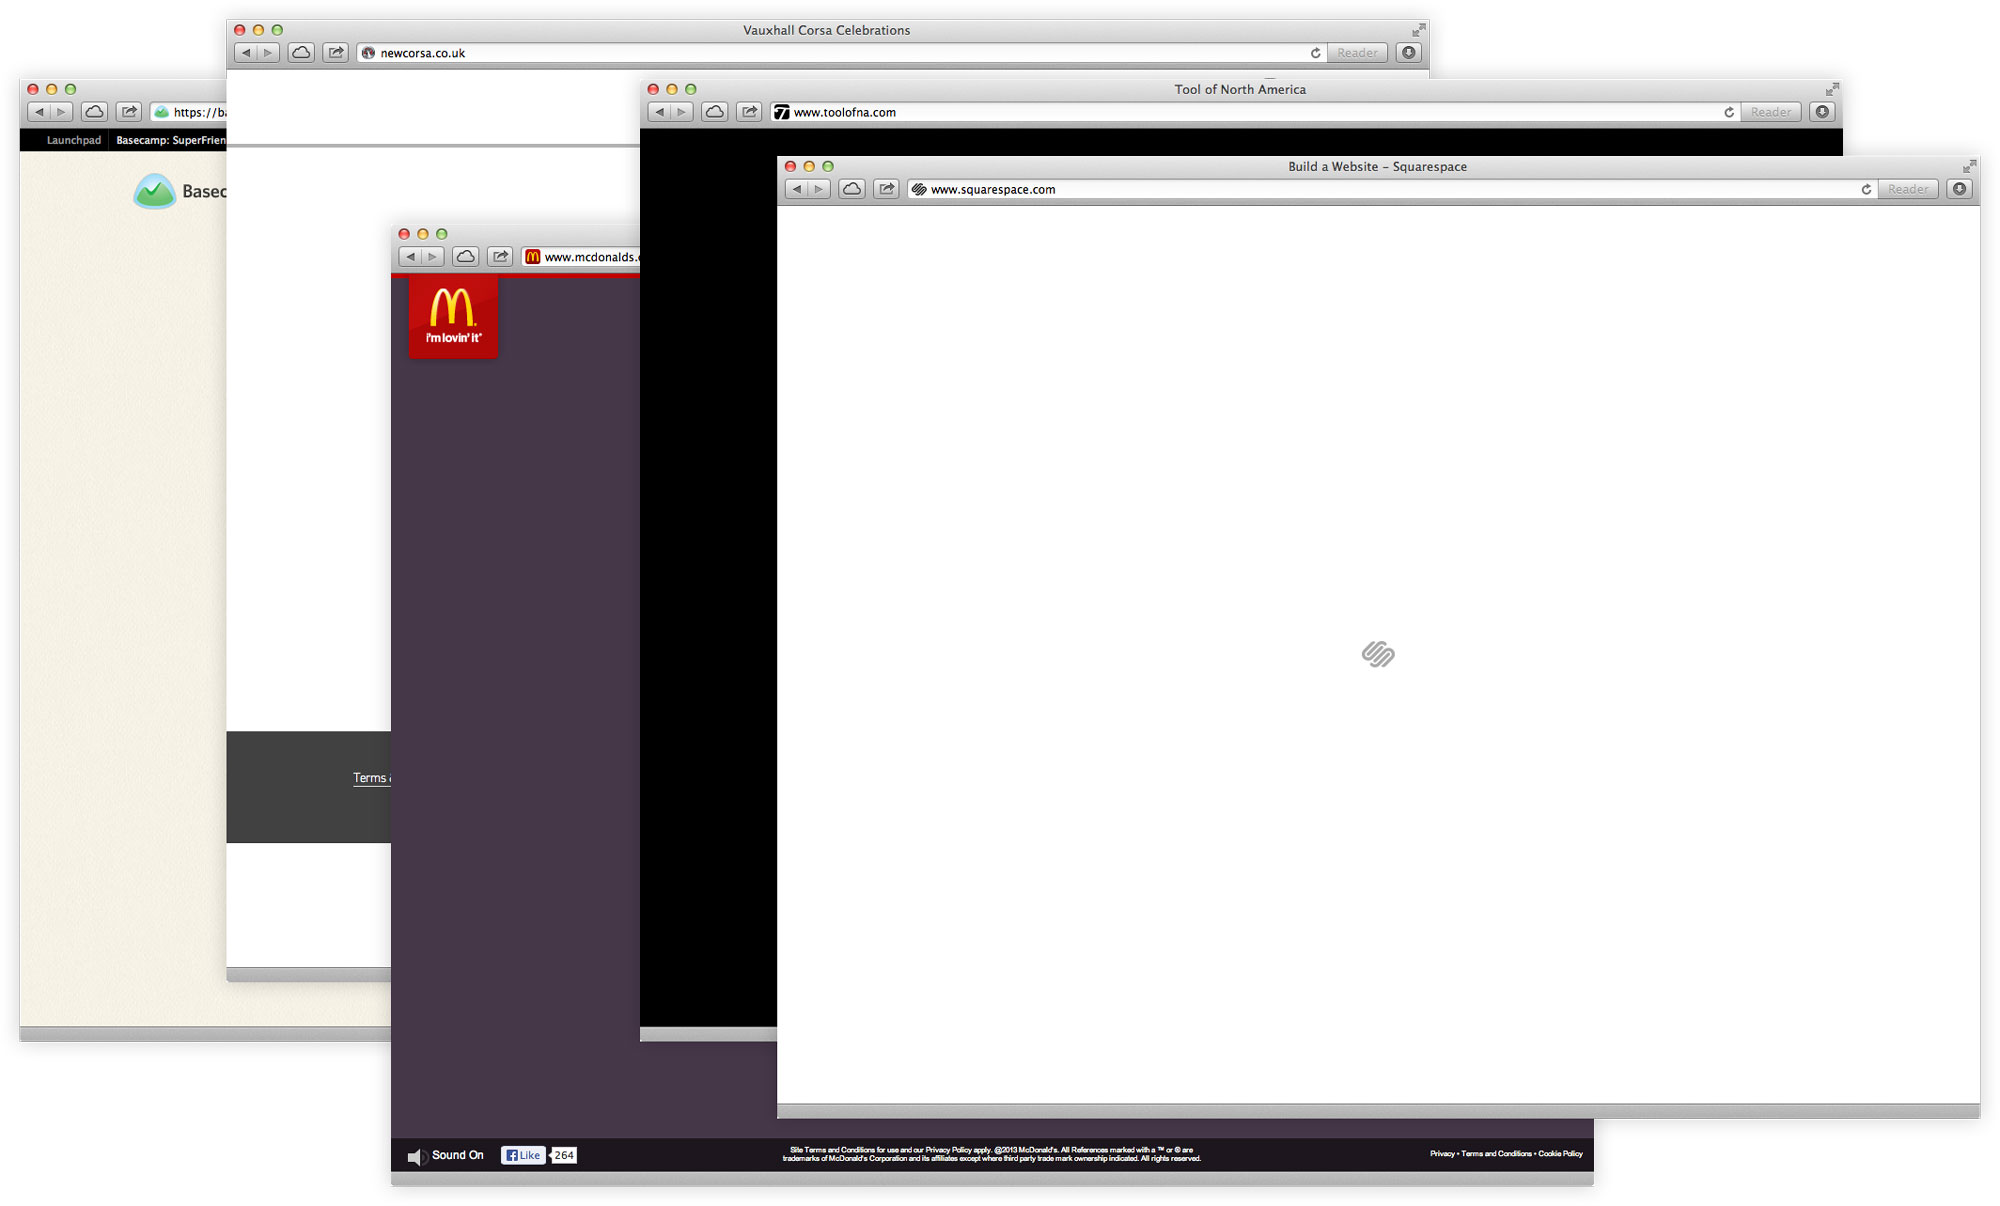 Vauxhall Corsa Celebrations
newcorsa.co.uk
Reader
https://ba
Launchpad
Basecamp: SuperFrien
Basec
Terms &
Tool of North America
www.toolofna.com
Reader
Build a Website – Squarespace
www.squarespace.com
Reader
www.mcdonalds.
i'm lovin' it®
Sound On
Like
264
Site Terms and Conditions for use and our Privacy Policy apply. @2013 McDonald's. All References marked with a ™ or ® are
trademarks of McDonald's Corporation and its affiliates except where third party trade mark ownership indicated. All rights reserved.
Privacy • Terms and Conditions • Cookie Policy